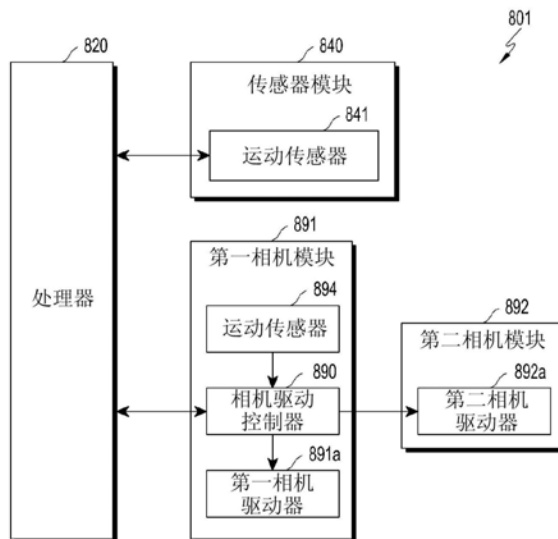 801
820
处理器
840
传感器模块
841
运动传感器
891
第一相机模块
894
运动传感器
890
相机驱动
控制器
891a
第一相机
驱动器
892
第二相机模块
892a
第二相机
驱动器